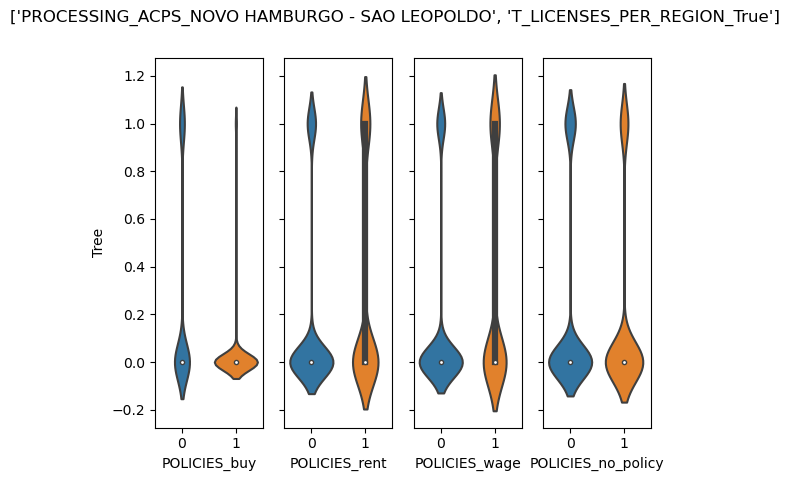 ['PROCESSING_ACPS_NOVO HAMBURGO - SAO LEOPOLDO', 'T_LICENSES_PER_REGION_True']
1.2
1.0
0.8
0.6
0.4
0.2
0.0
−0.2
Tree
0 1 0 1 0 1 0 1
POLICIES_buy POLICIES_rent POLICIES_wage POLICIES_no_policy